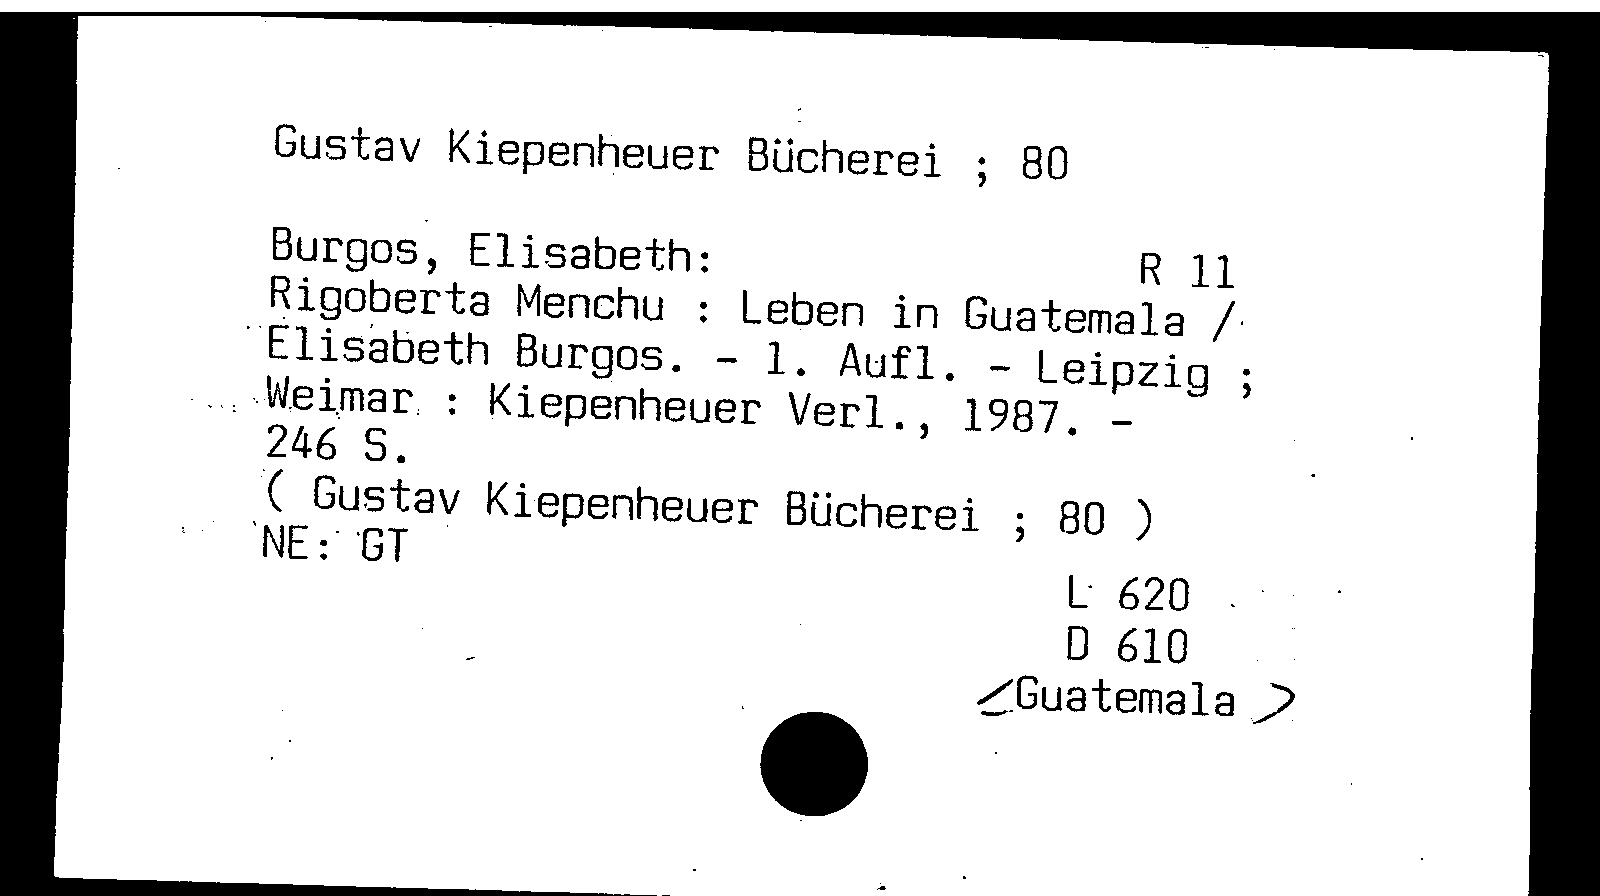 Gustav Kiepenheuer Bücherei ; 80
Burgos, Elisabeth: R 11
Rigoberta Menchu : Leben in Guatemala /
Elisabeth Burgos. - 1. Aufl. - Leipzig ;
Weimar : Kiepenheuer Verl., 1987. -
246 S.
( Gustav Kiepenheuer Bücherei ; 80 )
NE: GT
L 620
D 610
<Guatemala >